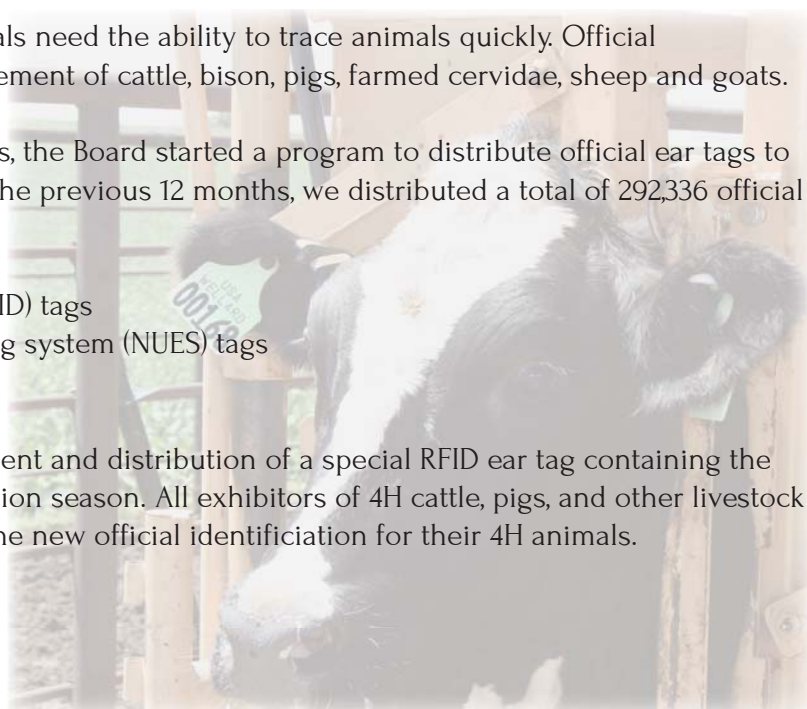 als need the ability to trace animals quickly. Official
ement of cattle, bison, pigs, farmed cervidae, sheep and goats.
s, the Board started a program to distribute official ear tags to
he previous 12 months, we distributed a total of 292,336 official
ID) tags
g system (NUES) tags
ent and distribution of a special RFID ear tag containing the
ion season. All exhibitors of 4H cattle, pigs, and other livestock
he new official identificiation for their 4H animals.
00168